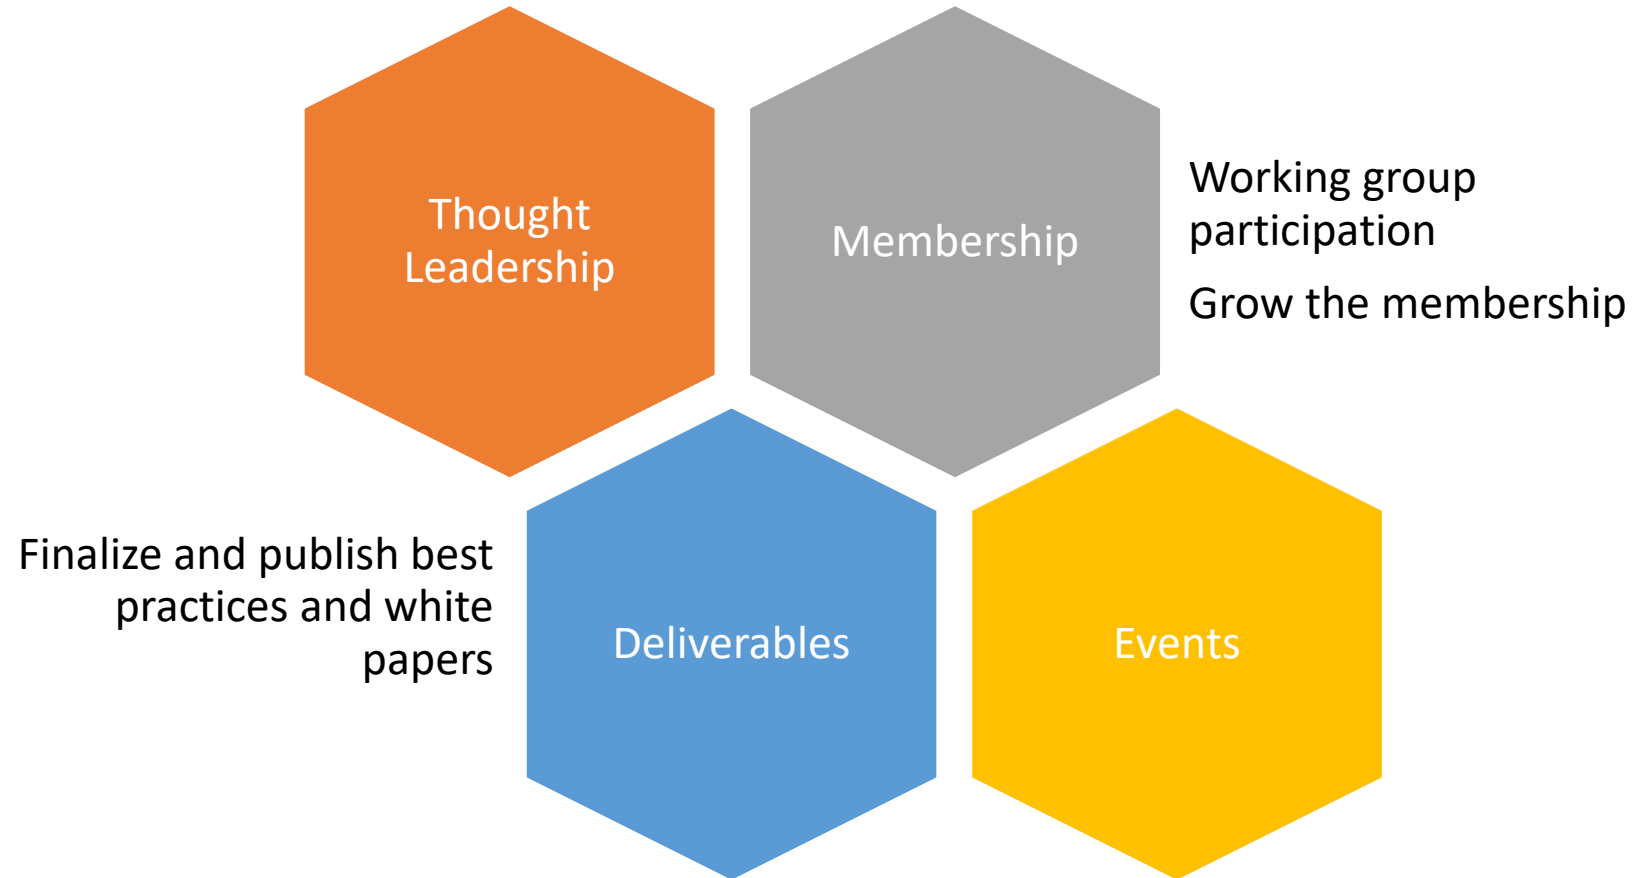 Thought
Leadership
Membership
Working group
participation
Grow the membership
Finalize and publish best
practices and white
papers
Deliverables
Events